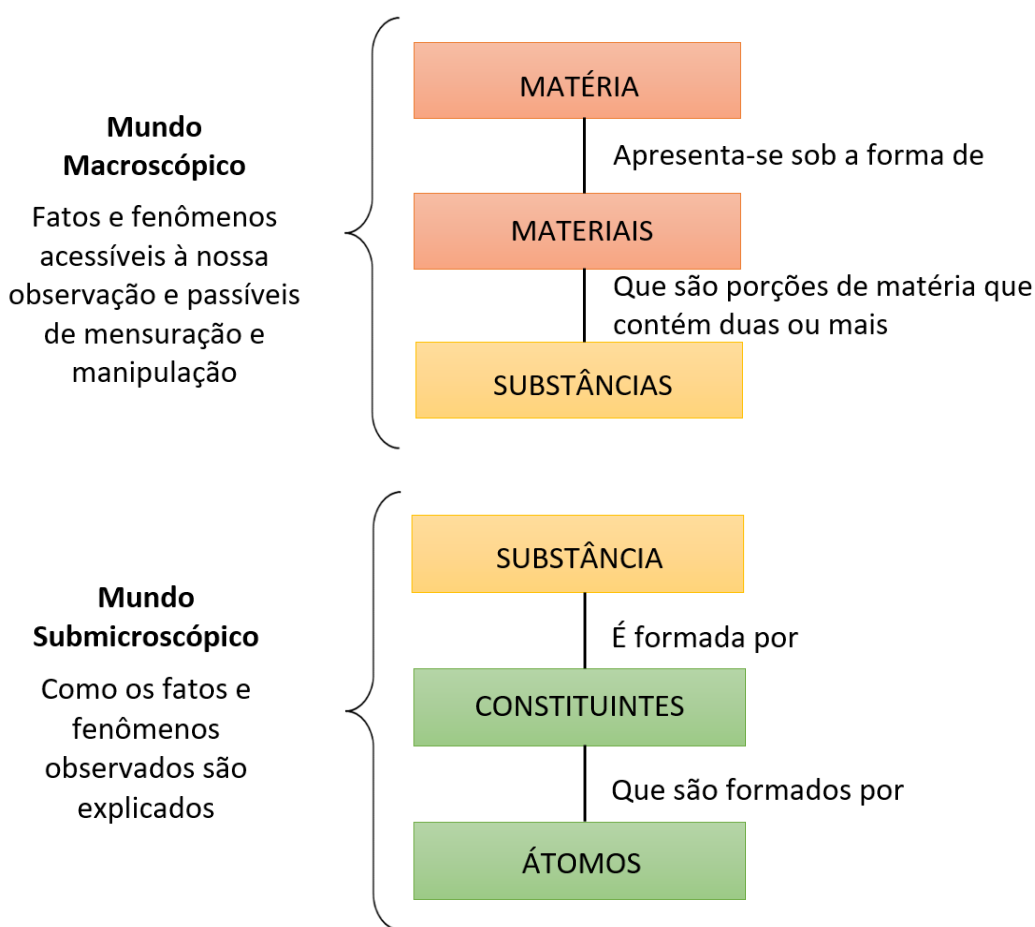 MATÉRIA
Mundo
Macroscópico
Apresenta-se sob a forma de
Fatos e fenômenos
acessíveis à nossa
observação e passíveis
de mensuração e
manipulação
MATERIAIS
Que são porções de matéria que
contém duas ou mais
SUBSTÂNCIAS
SUBSTÂNCIA
Mundo
Submicroscópico
É formada por
Como os fatos e
fenômenos
observados são
explicados
CONSTITUINTES
Que são formados por
ÁTOMOS